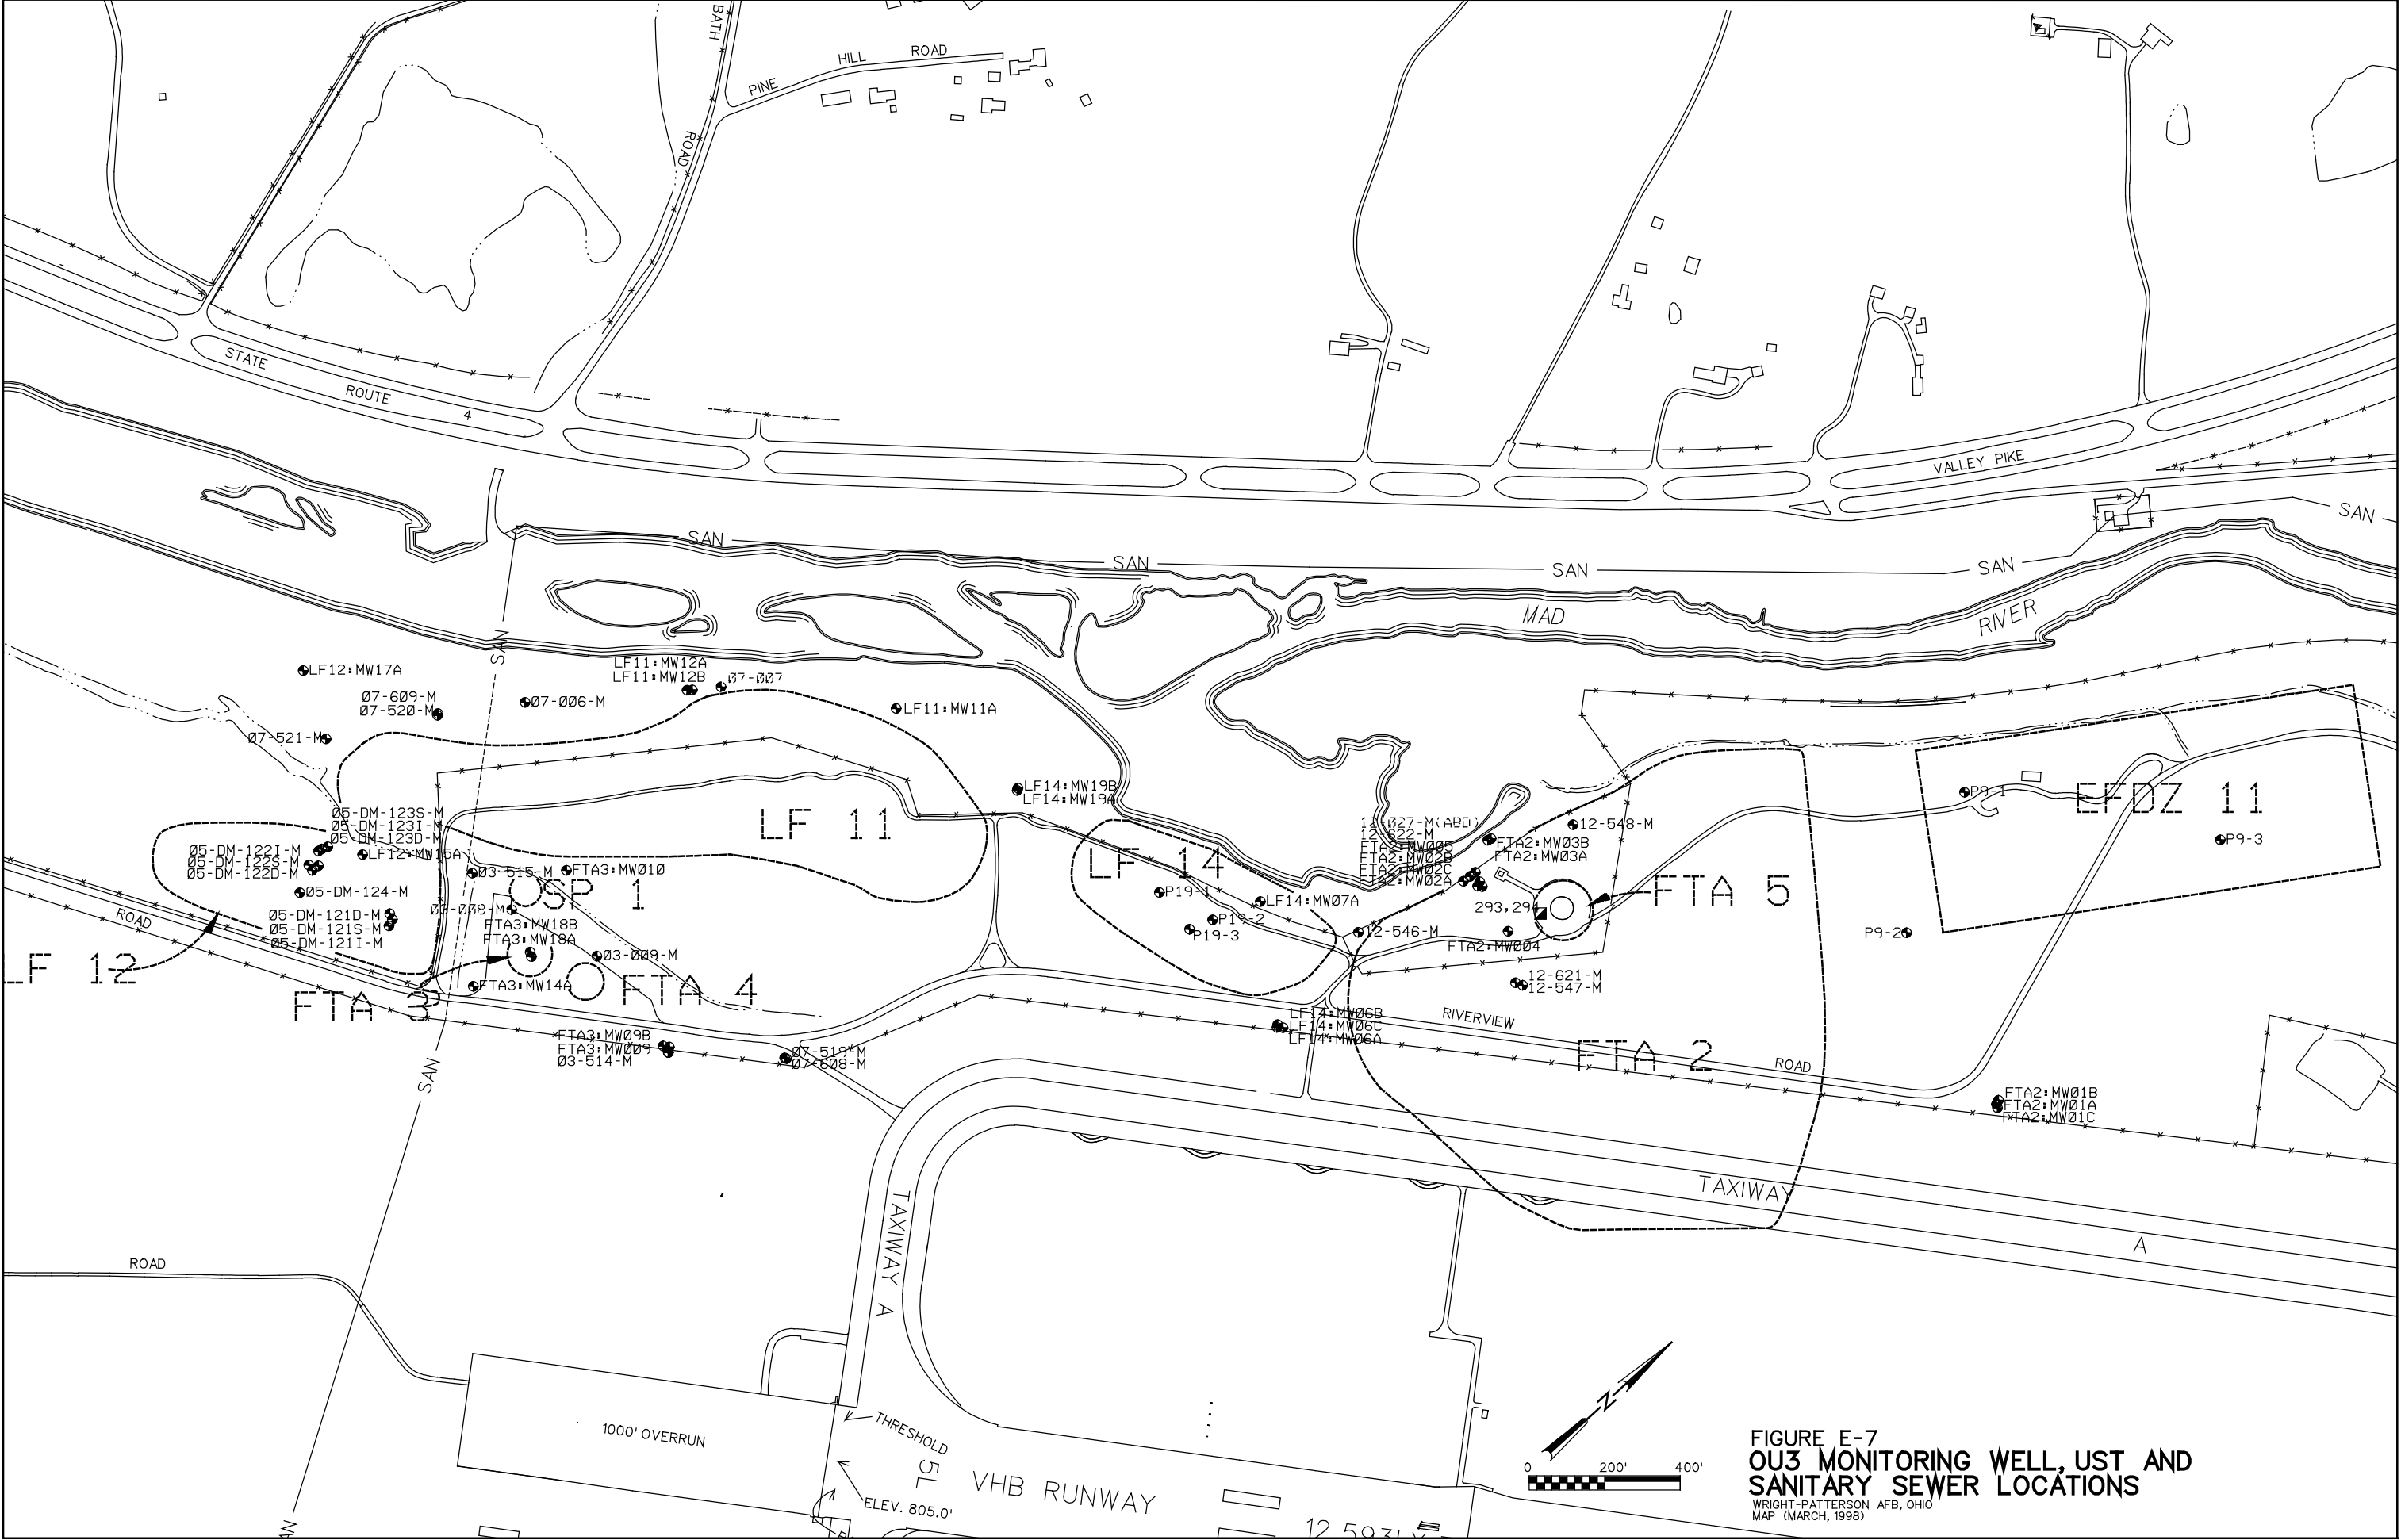 BATH
ROAD
PINE
HILL
ROAD
STATE
ROUTE
4
VALLEY PIKE
SAN
SAN
SAN
SAN
SAN
SAN
MAD
RIVER
LF12:MW17A
07-609-M
07-520-M
07-521-M
07-006-M
LF11:MW12A
LF11:MW12B
07-007
LF11:MW11A
LF14:MW19B
LF14:MW19A
LF 11
05-DM-123S-M
05-DM-123I-M
05-DM-123D-M
05-DM-122I-M
05-DM-122S-M
05-DM-122D-M
LF12:MW15A
05-DM-124-M
05-DM-121D-M
05-DM-121S-M
05-DM-121I-M
ROAD
LF 12
03-515-M
FTA3:MW010
SP 1
FTA3:MW18B
FTA3:MW18A
03-009-M
FTA3:MW14A
FTA 3
FTA 4
FTA3:MW09B
FTA3:MW009
03-514-M
07-519-M
07-608-M
SAN
LF 14
P19-1
P19-2
P19-3
LF14:MW07A
12-546-M
LF14:MW06B
LF14:MW06C
LF14:MW06A
12-622-M
FTA2:MW005
FTA2:MW02B
FTA2:MW02C
FTA2:MW02A
FTA2:MW03B
FTA2:MW03A
12-548-M
293,294
FTA2:MW004
FTA 5
12-621-M
12-547-M
RIVERVIEW
ROAD
FTA 2
EFDZ 11
P9-1
P9-2
P9-3
FTA2:MW01B
FTA2:MW01A
FTA2:MW01C
TAXIWAY
A
TAXIWAY A
ROAD
1000' OVERRUN
THRESHOLD
5L
VHB RUNWAY
ELEV. 805.0'
N
0 200' 400'
FIGURE E-7
OU3 MONITORING WELL, UST AND
SANITARY SEWER LOCATIONS
WRIGHT-PATTERSON AFB, OHIO
MAP (MARCH, 1998)